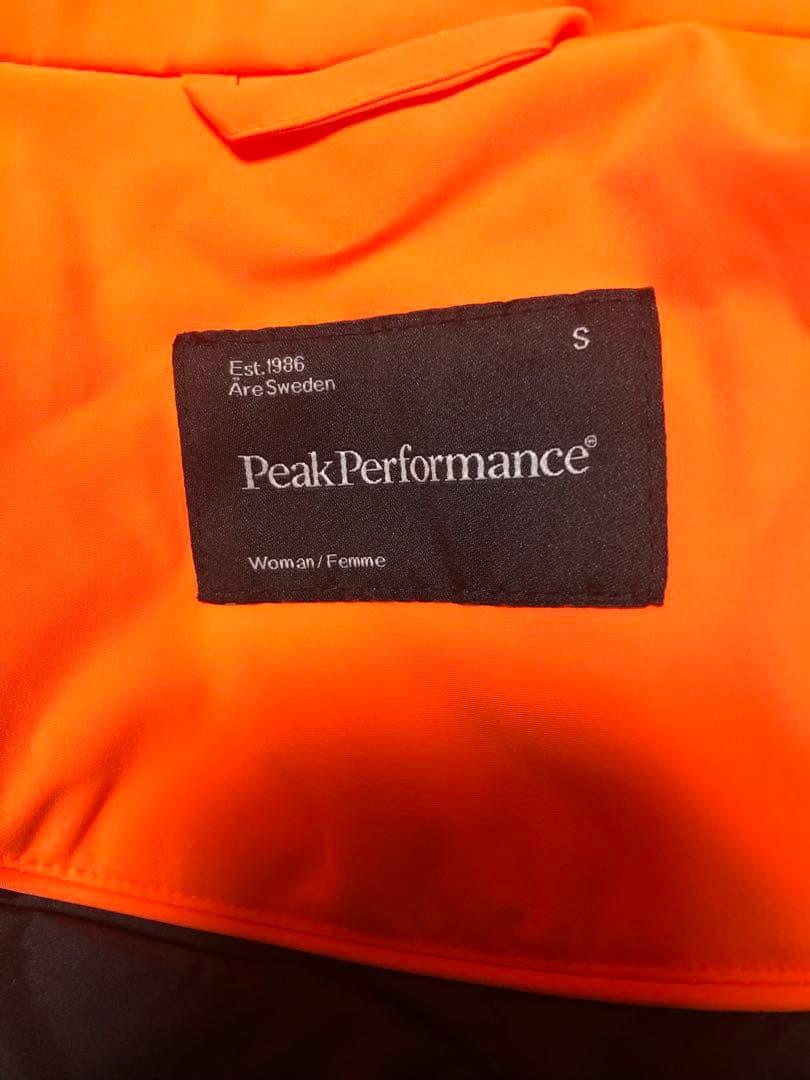 S
Est.1986
Åre Sweden
PeakPerformance®
Woman/Femme